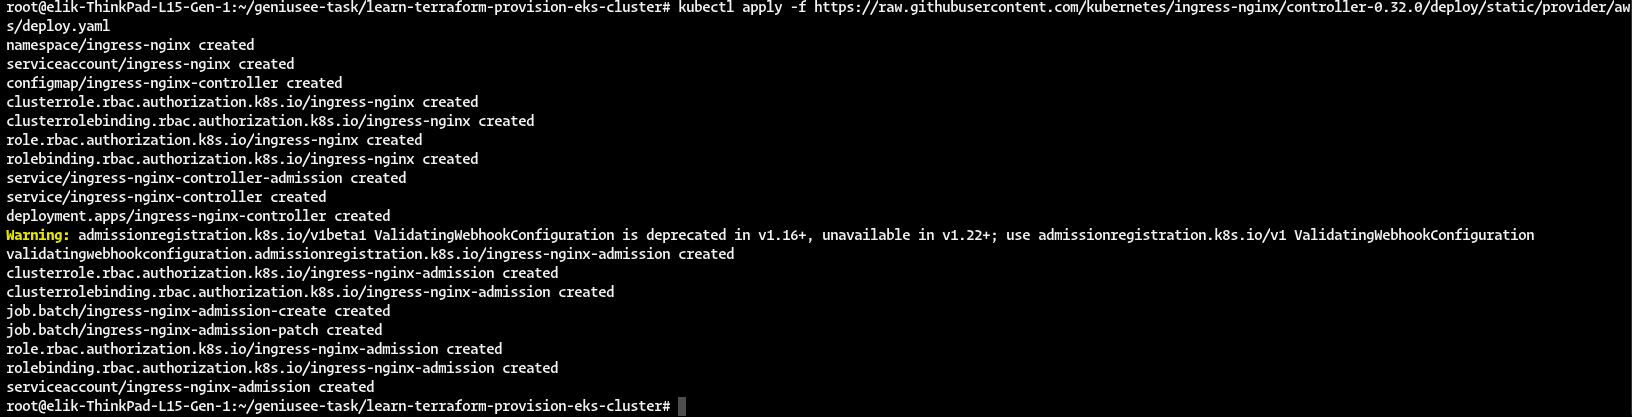 root@elik-ThinkPad-L15-Gen-1:~/geniusee-task/learn-terraform-provision-eks-cluster# kubectl apply -f https://raw.githubusercontent.com/kubernetes/ingress-nginx/controller-0.32.0/deploy/static/provider/aw
s/deploy.yaml
namespace/ingress-nginx created
serviceaccount/ingress-nginx created
configmap/ingress-nginx-controller created
clusterrole.rbac.authorization.k8s.io/ingress-nginx created
clusterrolebinding.rbac.authorization.k8s.io/ingress-nginx created
role.rbac.authorization.k8s.io/ingress-nginx created
rolebinding.rbac.authorization.k8s.io/ingress-nginx created
service/ingress-nginx-controller-admission created
service/ingress-nginx-controller created
deployment.apps/ingress-nginx-controller created
Warning: admissionregistration.k8s.io/v1beta1 ValidatingWebhookConfiguration is deprecated in v1.16+, unavailable in v1.22+; use admissionregistration.k8s.io/v1 ValidatingWebhookConfiguration
validatingwebhookconfiguration.admissionregistration.k8s.io/ingress-nginx-admission created
clusterrole.rbac.authorization.k8s.io/ingress-nginx-admission created
clusterrolebinding.rbac.authorization.k8s.io/ingress-nginx-admission created
job.batch/ingress-nginx-admission-create created
job.batch/ingress-nginx-admission-patch created
role.rbac.authorization.k8s.io/ingress-nginx-admission created
rolebinding.rbac.authorization.k8s.io/ingress-nginx-admission created
serviceaccount/ingress-nginx-admission created
root@elik-ThinkPad-L15-Gen-1:~/geniusee-task/learn-terraform-provision-eks-cluster#